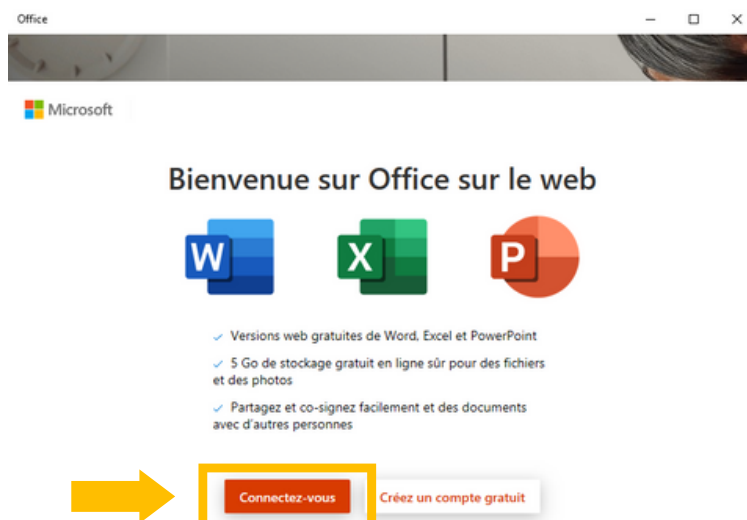 Office
Microsoft
Bienvenue sur Office sur le web
W X P
Versions web gratuites de Word, Excel et PowerPoint
5 Go de stockage gratuit en ligne sûr pour des fichiers
et des photos
Partagez et co-signez facilement et des documents
avec d'autres personnes
Connectez-vous Créez un compte gratuit